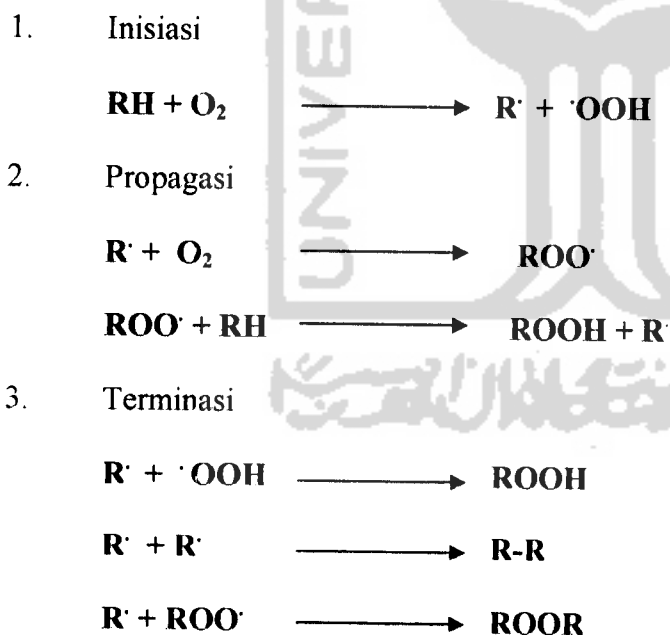 1. Inisiasi
RH + O₂ → R· + ·OOH
2. Propagasi
R· + O₂ → ROO·
ROO· + RH → ROOH + R·
3. Terminasi
R· + ·OOH → ROOH
R· + R· → R-R
R· + ROO· → ROOR